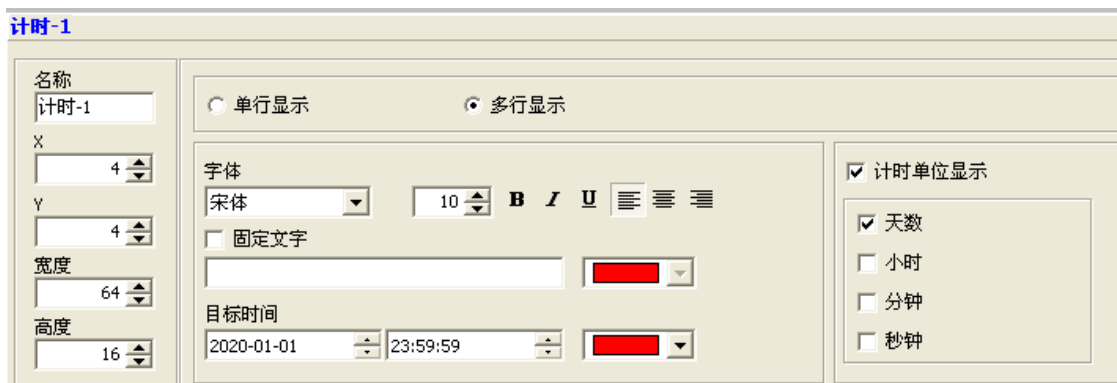 计时-1
名称
计时-1
X
4
Y
4
宽度
64
高度
16
单行显示
多行显示
字体
宋体
10
B I U
固定文字
目标时间
2020-01-01
23:59:59
计时单位显示
天数
小时
分钟
秒钟